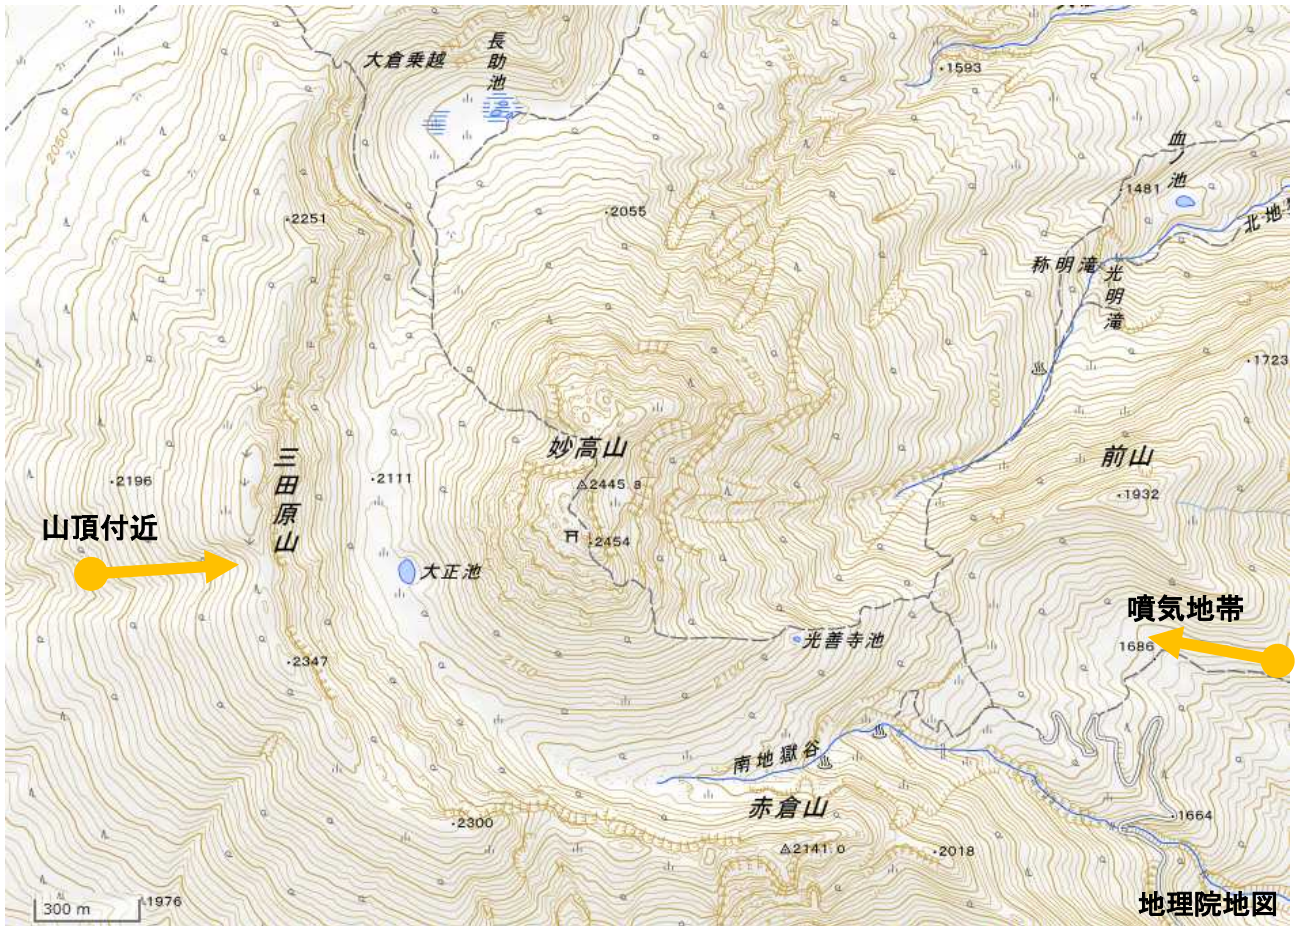 大倉乗越
長助池
1593
2050
血ノ池
1481
2251
2055
北地
称明滝
光明滝
1723
1700
三田原山
妙高山
前山
2196
2111
2445.8
1932
山頂付近
2454
大正池
噴気地帯
光善寺池
1686
2347
2150
2100
南地獄谷
赤倉山
2300
1664
2141.0
2018
1976
300 m
地理院地図